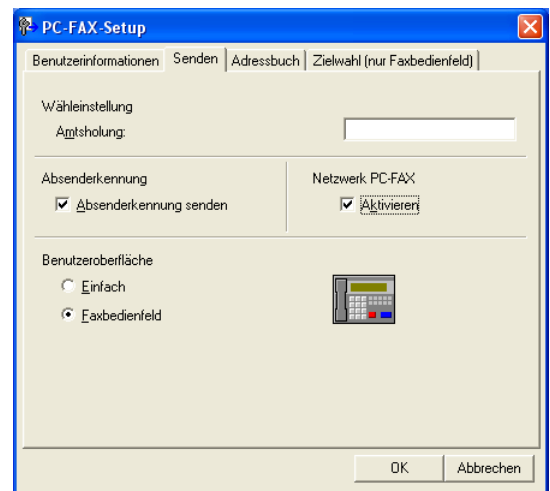 PC-FAX-Setup
Benutzerinformationen Senden Adressbuch Zielwahl (nur Faxbedienfeld)
Wähleinstellung
Amtsholung:
Absenderkennung Netzwerk PC-FAX
Absenderkennung senden Aktivieren
Benutzeroberfläche
Einfach
Faxbedienfeld
OK Abbrechen